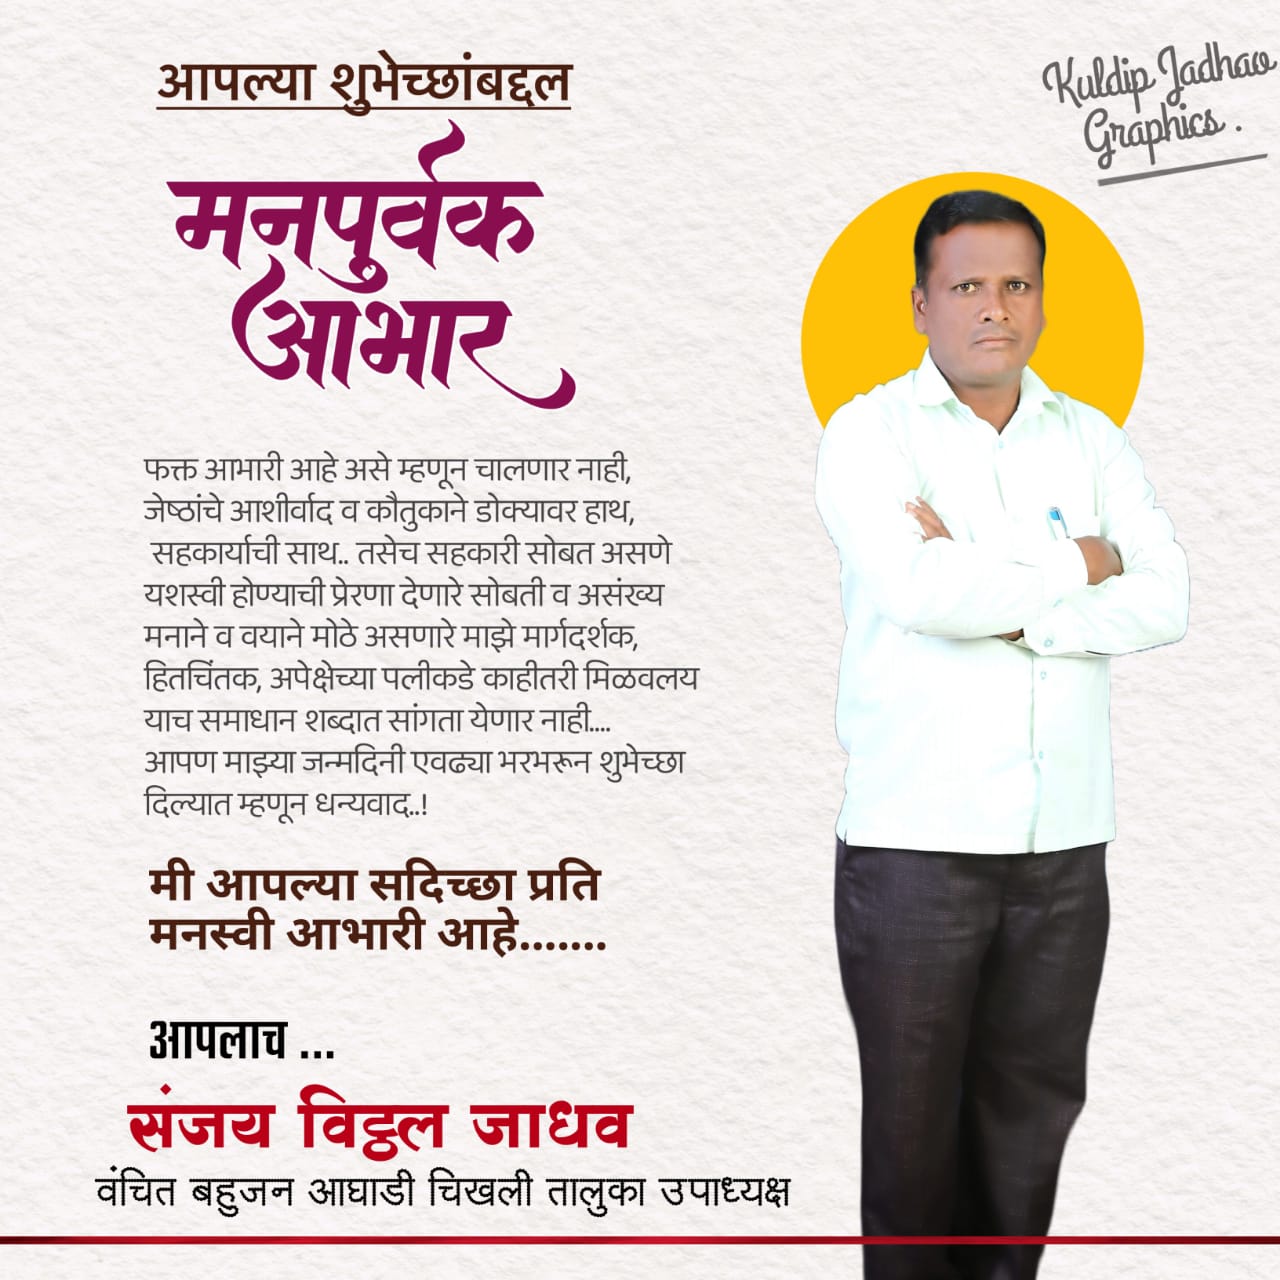 आपल्या शुभेच्छांबद्दल
Kuldip Jadhao
Graphics .
मनपुर्वक
आभार
फक्त आभारी आहे असे म्हणून चालणार नाही,
जेष्ठांचे आशीर्वाद व कौतुकाने डोक्यावर हाथ,
सहकार्याची साथ.. तसेच सहकारी सोबत असणे
यशस्वी होण्याची प्रेरणा देणारे सोबती व असंख्य
मनाने व वयाने मोठे असणारे माझे मार्गदर्शक,
हितचिंतक, अपेक्षेच्या पलीकडे काहीतरी मिळवलय
याच समाधान शब्दात सांगता येणार नाही....
आपण माझ्या जन्मदिनी एवढ्या भरभरून शुभेच्छा
दिल्यात म्हणून धन्यवाद..!
मी आपल्या सदिच्छा प्रति
मनस्वी आभारी आहे.......
आपलाच ...
संजय विठ्ठल जाधव
वंचित बहुजन आघाडी चिखली तालुका उपाध्यक्ष